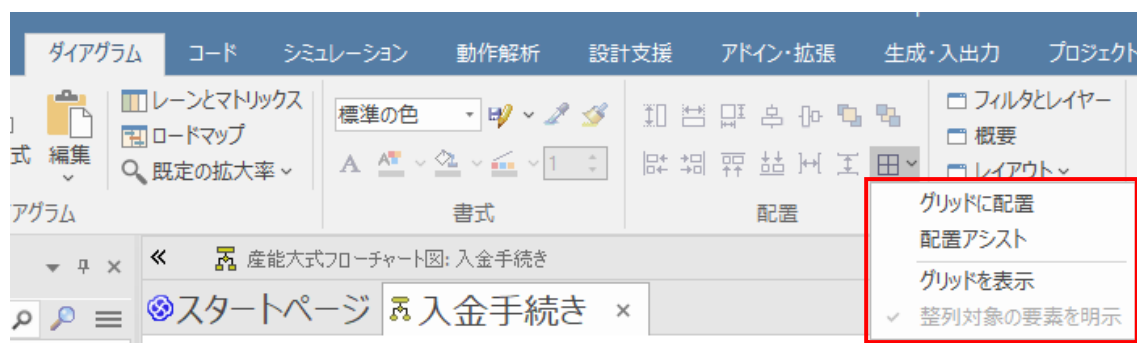 ダイアグラム コード シミュレーション 動作解析 設計支援 アドイン・拡張 生成・入出力 プロジェクト
レーンとマトリックス 標準の色 フィルタとレイヤー
ロードマップ 概要
式 編集 既定の拡大率 A 1 レイアウト
アグラム 書式 配置
グリッドに配置
配置アシスト
グリッドを表示
整列対象の要素を明示
産能大式フローチャート図: 入金手続き
スタートページ 入金手続き ×